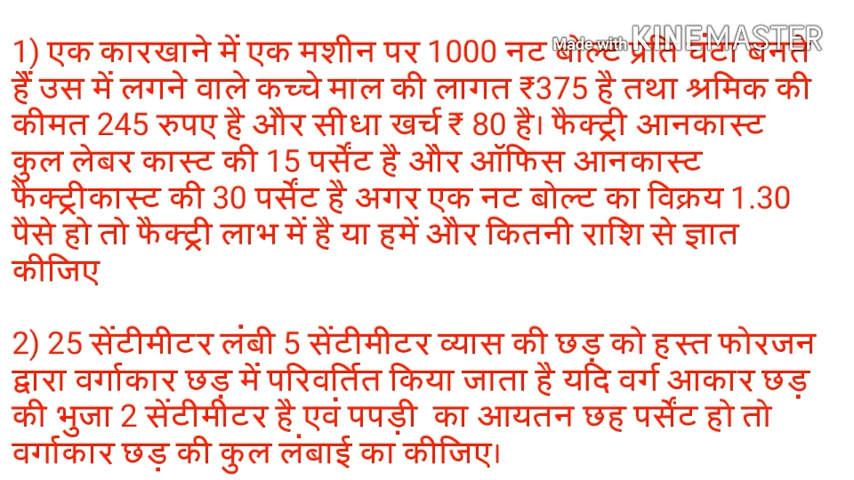 Made with KINEMASTER
1) एक कारखाने में एक मशीन पर 1000 नट बोल्ट प्रति घंटा बनते
हैं उस में लगने वाले कच्चे माल की लागत ₹375 है तथा श्रमिक की
कीमत 245 रुपए है और सीधा खर्च ₹ 80 है। फैक्ट्री आनकास्ट
कुल लेबर कास्ट की 15 पर्सेंट है और ऑफिस आनकास्ट
फैक्ट्रीकास्ट की 30 पर्सेंट है अगर एक नट बोल्ट का विक्रय 1.30
पैसे हो तो फैक्ट्री लाभ में है या हमें और कितनी राशि से ज्ञात
कीजिए
2) 25 सेंटीमीटर लंबी 5 सेंटीमीटर व्यास की छड़ को हस्त फोरजन
द्वारा वर्गाकार छड़ में परिवर्तित किया जाता है यदि वर्ग आकार छड़
की भुजा 2 सेंटीमीटर है एवं पपड़ी का आयतन छह पर्सेंट हो तो
वर्गाकार छड़ की कुल लंबाई का कीजिए।